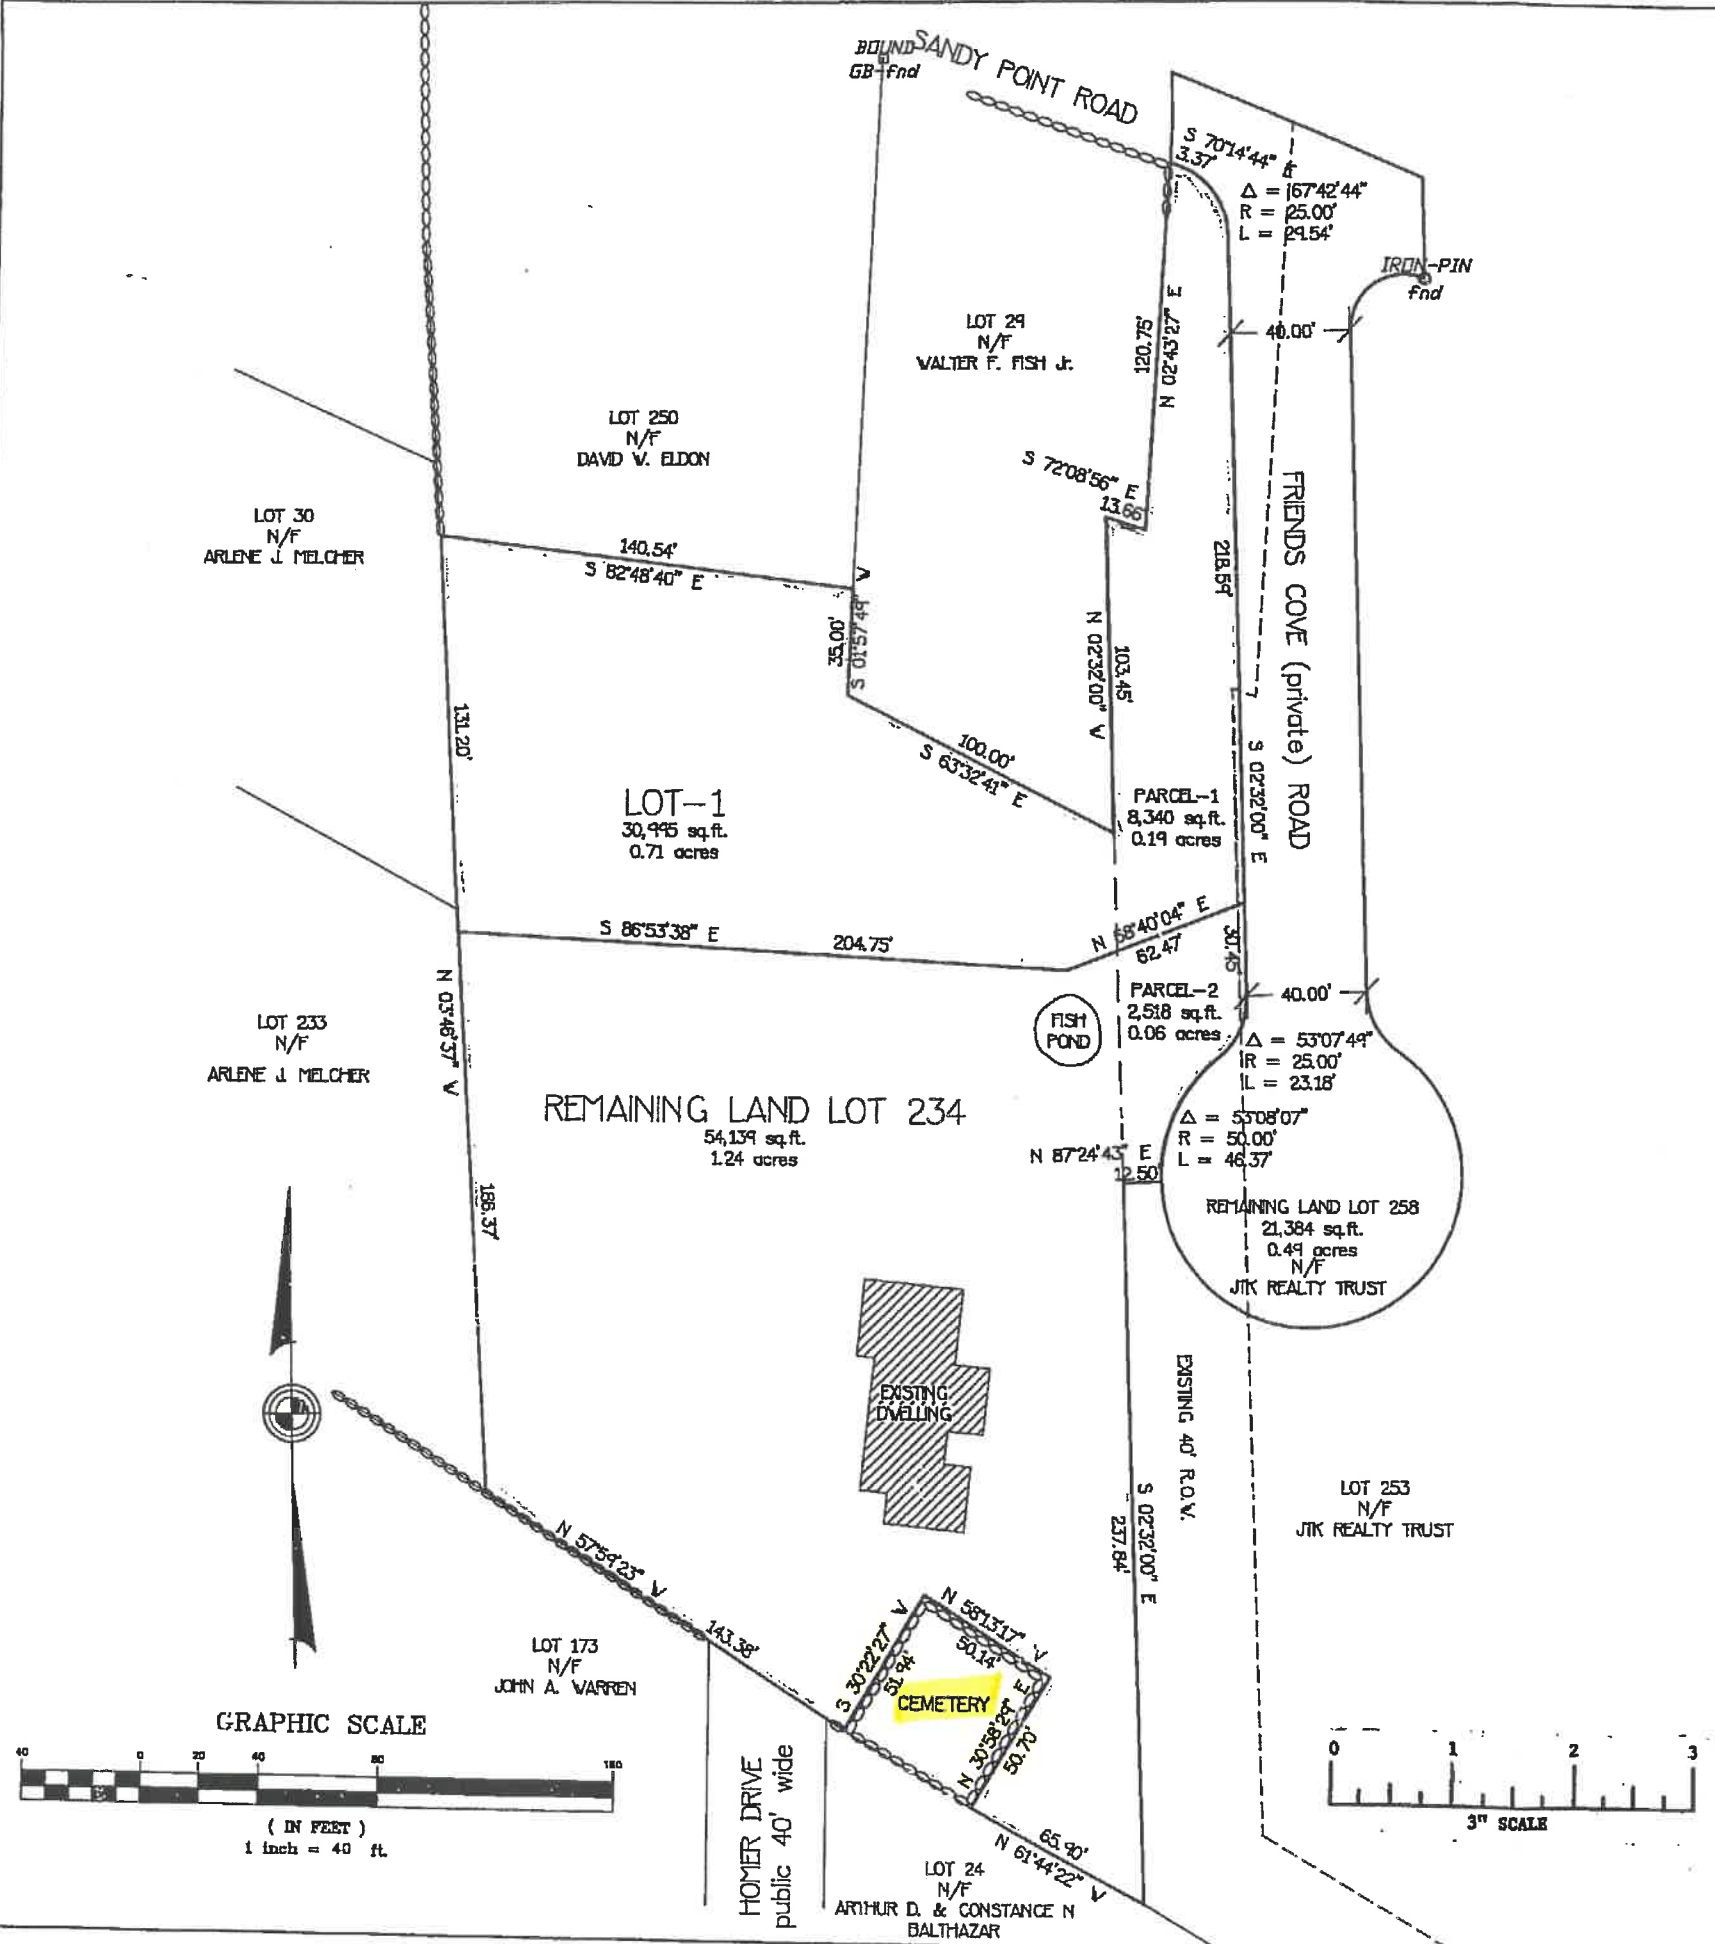 BOUND
GB-fnd
SANDY POINT ROAD
S 70°14'44" E
3.37'
Δ = 67°42'44"
R = 25.00'
L = 29.54'
IRON-PIN
fnd
40.00'
LOT 29
N/F
WALTER F. FISH Jr.
120.75'
N 02°43'27" E
LOT 250
N/F
DAVID W. ELDON
S 72°08'56" E
13.66'
LOT 30
N/F
ARLENE J. MELCHER
140.54'
S 82°48'40" E
35.00'
S 01°57'49" W
218.59'
FRIENDS COVE (private) ROAD
N 02°32'00" W
103.45'
131.20'
100.00'
S 63°32'41" E
S 02°32'00" E
LOT-1
30,995 sq.ft.
0.71 acres
PARCEL-1
8,340 sq.ft.
0.19 acres
S 86°53'38" E
204.75'
N 68°40'04" E
62.47'
30.45'
N 03°46'37" W
LOT 233
N/F
ARLENE J. MELCHER
FISH
POND
PARCEL-2
2,518 sq.ft.
0.06 acres
40.00'
Δ = 53°07'49"
R = 25.00'
L = 23.18'
REMAINING LAND LOT 234
54,139 sq.ft.
1.24 acres
Δ = 53°08'07"
R = 50.00'
L = 46.37'
N 87°24'43" E
12.50'
186.37'
REMAINING LAND LOT 258
21,384 sq.ft.
0.49 acres
N/F
JTK REALTY TRUST
EXISTING
DWELLING
EXISTING 40' R.O.W.
S 02°32'00" E
237.84'
LOT 253
N/F
JTK REALTY TRUST
N 57°59'23" W
143.38'
LOT 173
N/F
JOHN A. WARREN
S 30°22'27" W
51.94'
N 58°13'17" W
50.14'
CEMETERY
N 30°58'29" E
50.70'
GRAPHIC SCALE
40 0 20 40 80 160
( IN FEET )
1 inch = 40 ft.
HOMER DRIVE
public 40' wide
65.90'
N 61°44'22" W
LOT 24
N/F
ARTHUR D. & CONSTANCE N
BALTHAZAR
0 1 2 3
3" SCALE